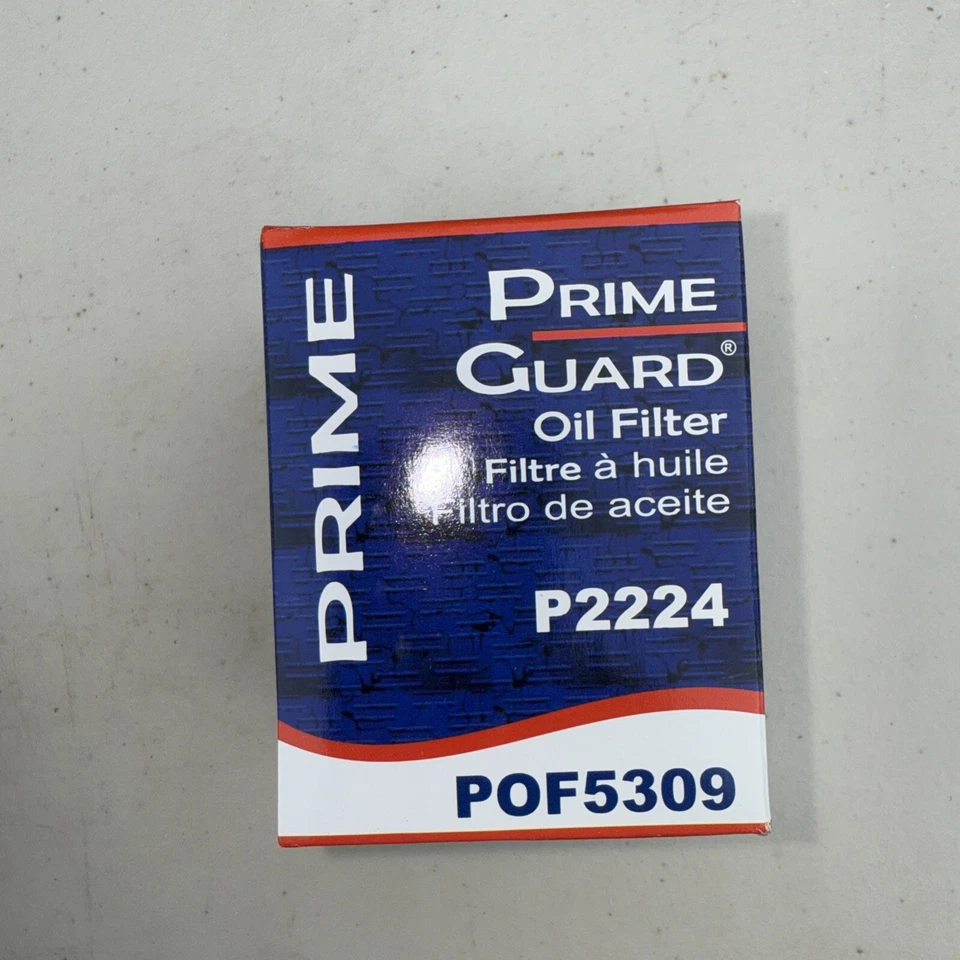 PRIME
PRIME
GUARD®
Oil Filter
Filtre à huile
Filtro de aceite
P2224
POF5309